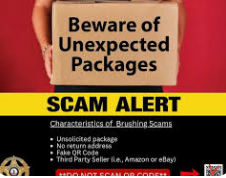 Beware of
Unexpected
Packages
SCAM ALERT
Characteristics of Brushing Scams
• Unsolicited package
• No return address
• Fake QR Code
• Third Party Seller (i.e., Amazon or eBay)
**DO NOT SCAN QR CODE**